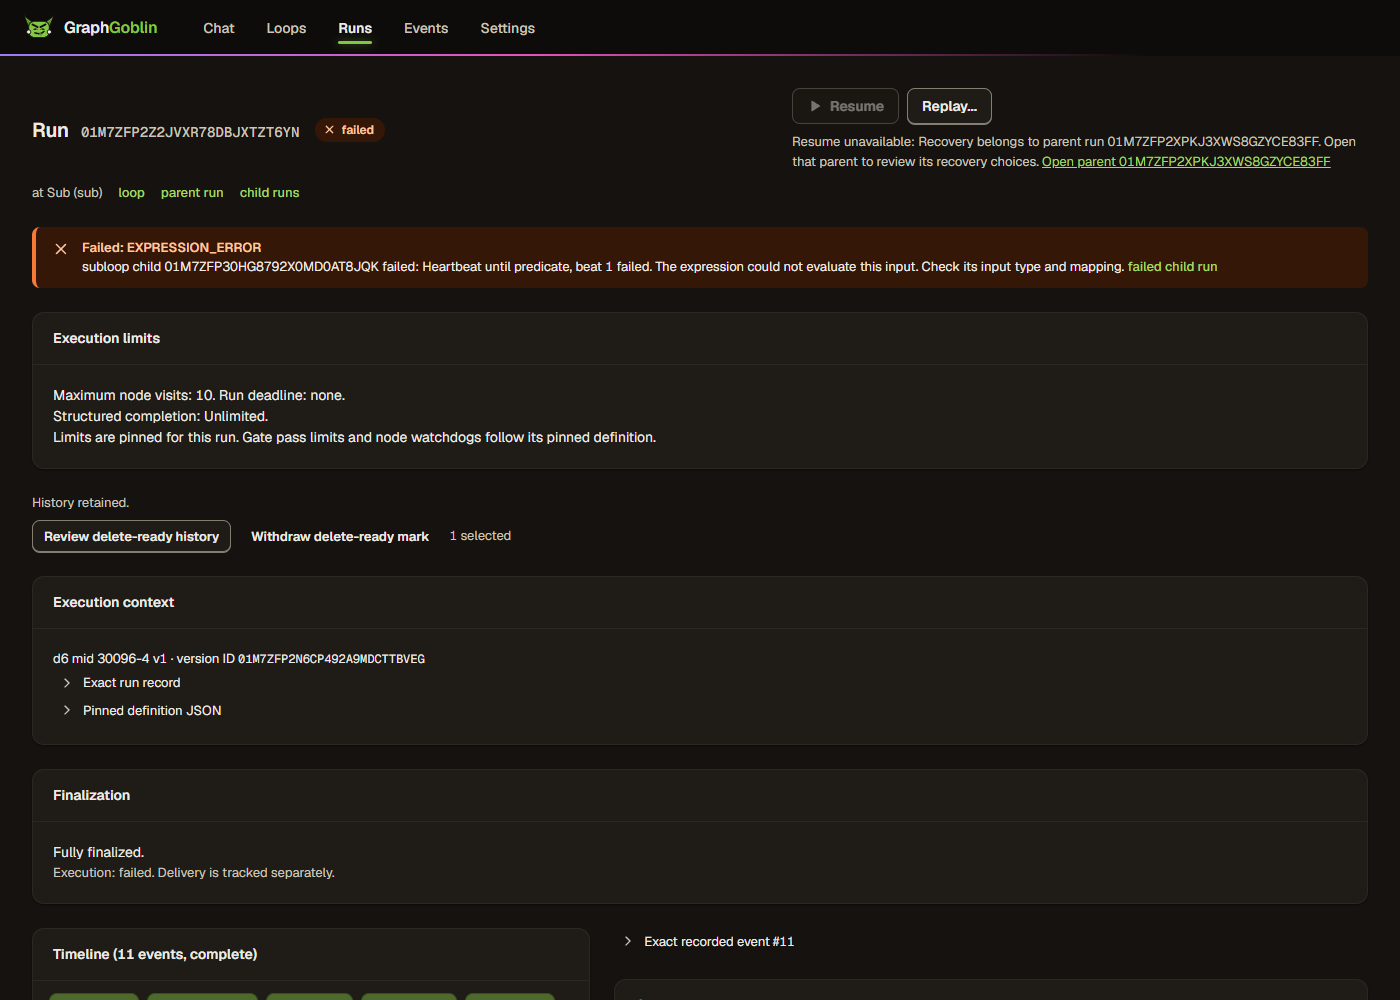 GraphGoblin
Chat
Loops
Runs
Events
Settings
Run 01M7ZFP2Z2JVXR78DBJXTZT6YN
failed
Resume
Replay...
Resume unavailable: Recovery belongs to parent run 01M7ZFP2XPKJ3XWS8GZYCE83FF. Open
that parent to review its recovery choices. Open parent 01M7ZFP2XPKJ3XWS8GZYCE83FF
at Sub (sub)
loop
parent run
child runs
Failed: EXPRESSION_ERROR
subloop child 01M7ZFP30HG8792X0MD0AT8JQK failed: Heartbeat until predicate, beat 1 failed. The expression could not evaluate this input. Check its input type and mapping. failed child run
Execution limits
Maximum node visits: 10. Run deadline: none.
Structured completion: Unlimited.
Limits are pinned for this run. Gate pass limits and node watchdogs follow its pinned definition.
History retained.
Review delete-ready history
Withdraw delete-ready mark
1 selected
Execution context
d6 mid 30096-4 v1 · version ID 01M7ZFP2N6CP492A9MDCTTBVEG
Exact run record
Pinned definition JSON
Finalization
Fully finalized.
Execution: failed. Delivery is tracked separately.
Timeline (11 events, complete)
Exact recorded event #11